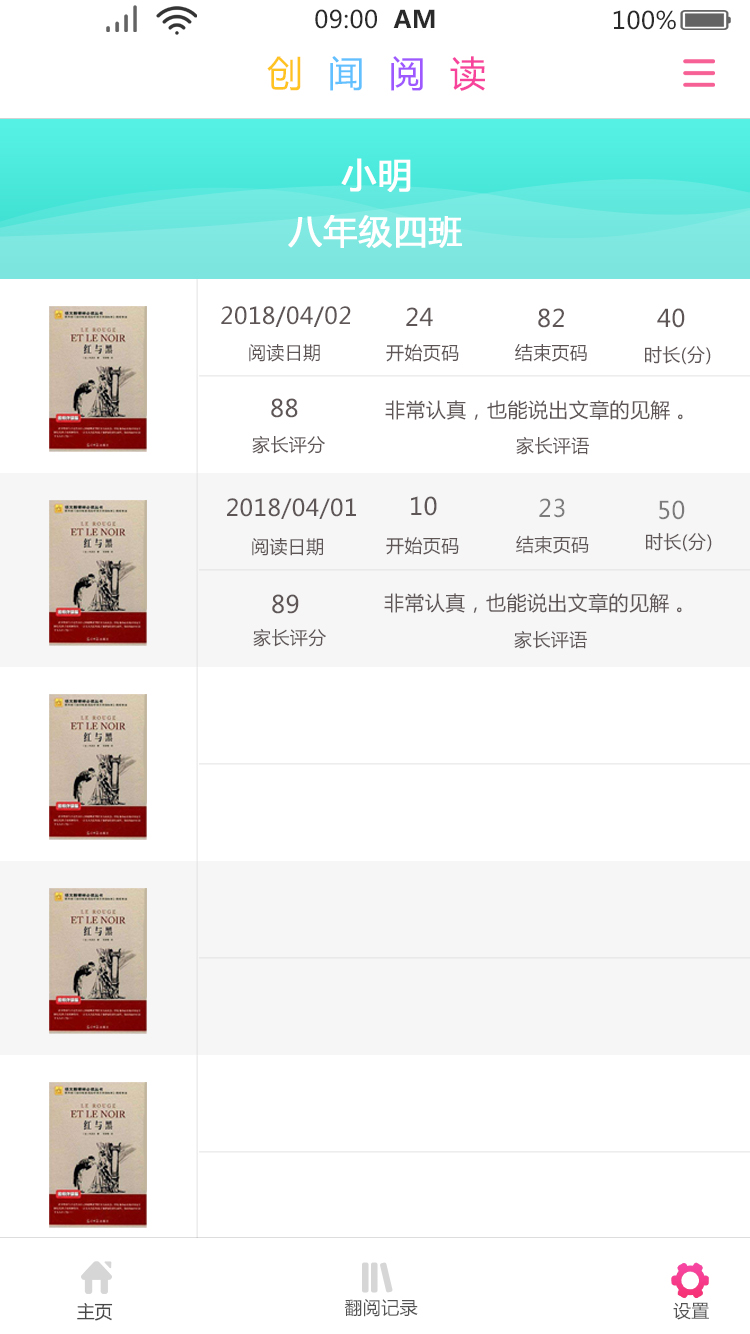 09:00 AM
100%
创闻阅读
小明
八年级四班
LE ROUGE
ET LE NOIR
红与黑
2018/04/02 24 82 40
阅读日期 开始页码 结束页码 时长(分)
88 非常认真，也能说出文章的见解。
家长评分 家长评语
LE ROUGE
ET LE NOIR
红与黑
2018/04/01 10 23 50
阅读日期 开始页码 结束页码 时长(分)
89 非常认真，也能说出文章的见解。
家长评分 家长评语
LE ROUGE
ET LE NOIR
红与黑
LE ROUGE
ET LE NOIR
红与黑
LE ROUGE
ET LE NOIR
红与黑
主页 翻阅记录 设置